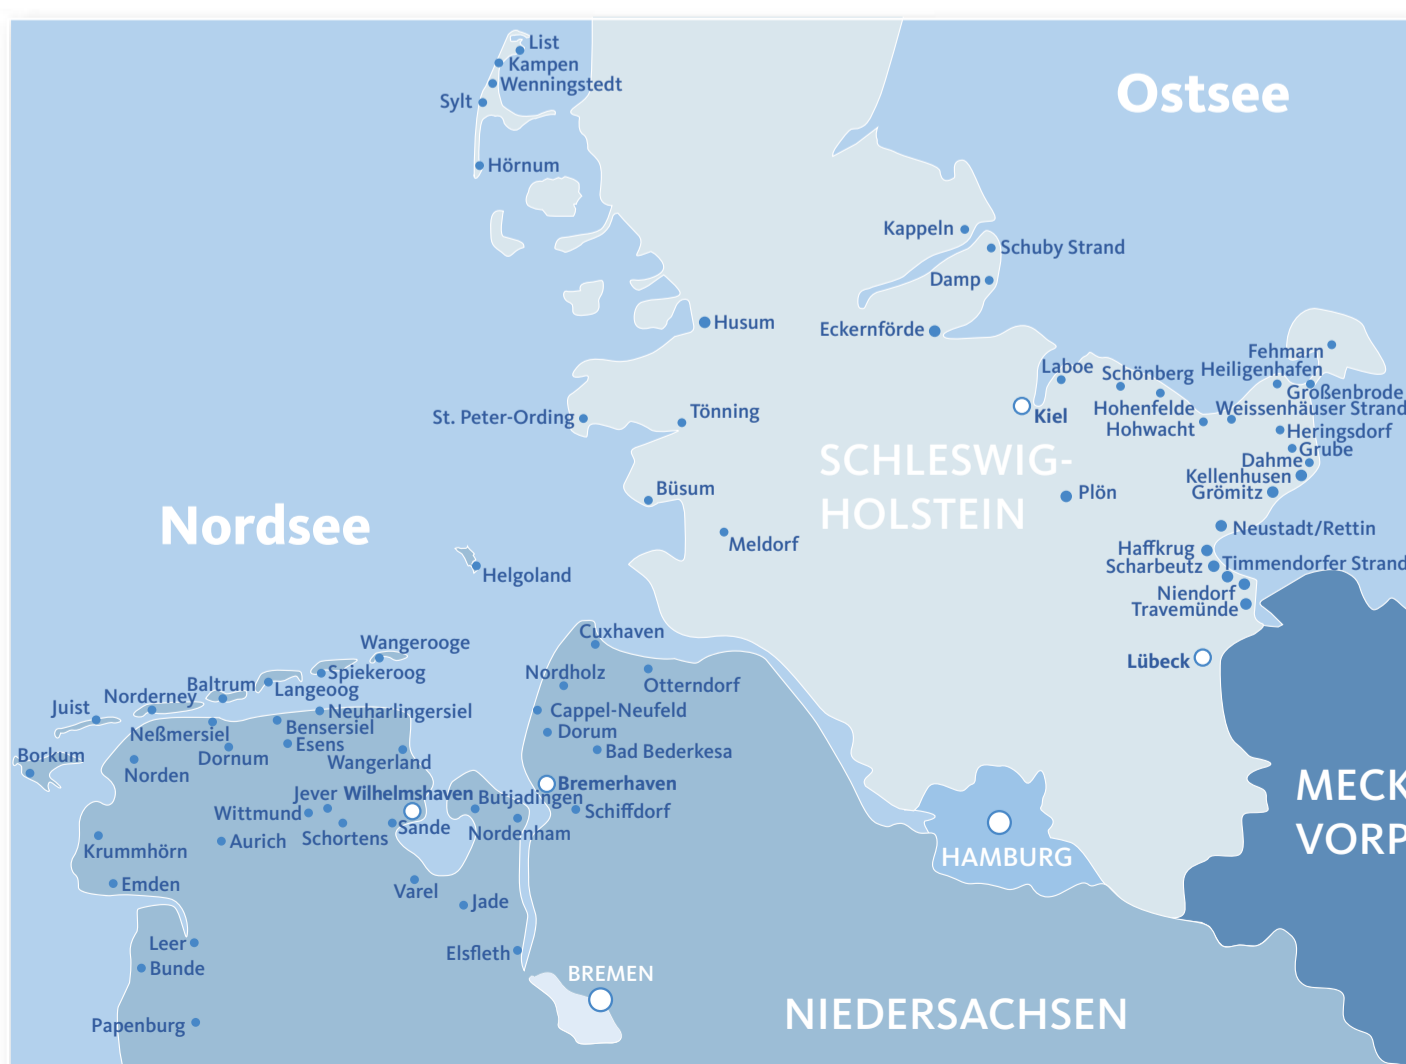 List
Kampen
Wenningstedt
Sylt
Hörnum
Ostsee
Kappeln
Schuby Strand
Damp
Husum
Eckernförde
Fehmarn
Laboe
Schönberg
Heiligenhafen
Großenbrode
St. Peter-Ording
Tönning
Kiel
Hohenfelde
Weissenhäuser Strand
Hohwacht
Heringsdorf
Grube
SCHLESWIG-
HOLSTEIN
Dahme
Kellenhusen
Grömitz
Büsum
Plön
Nordsee
Neustadt/Rettin
Meldorf
Haffkrug
Scharbeutz
Timmendorfer Strand
Helgoland
Niendorf
Travemünde
Cuxhaven
Wangerooge
Lübeck
Spiekeroog
Nordholz
Otterndorf
Baltrum
Langeoog
Norderney
Juist
Neuharlingersiel
Cappel-Neufeld
Neßmersiel
Bensersiel
Dorum
Esens
Bad Bederkesa
Borkum
Dornum
Wangerland
Norden
Bremerhaven
MECK
VORP
Jever
Wilhelmshaven
Butjadingen
Wittmund
Schiffdorf
Schortens
Sande
Nordenham
Aurich
Krummhörn
HAMBURG
Emden
Varel
Jade
Leer
Elsfleth
Bunde
BREMEN
NIEDERSACHSEN
Papenburg